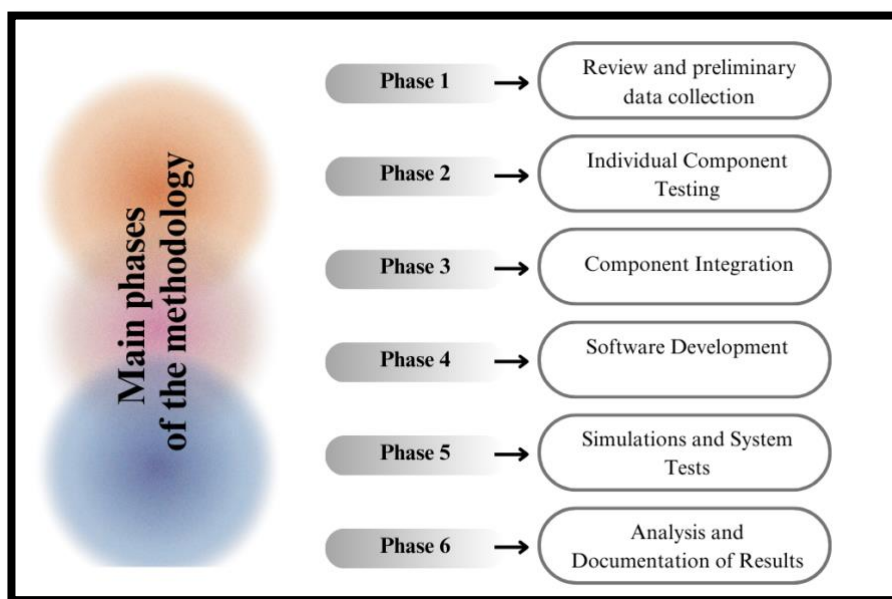 Main phases
of the methodology
Phase 1
Review and preliminary
data collection
Phase 2
Individual Component
Testing
Phase 3
Component Integration
Phase 4
Software Development
Phase 5
Simulations and System
Tests
Phase 6
Analysis and
Documentation of Results